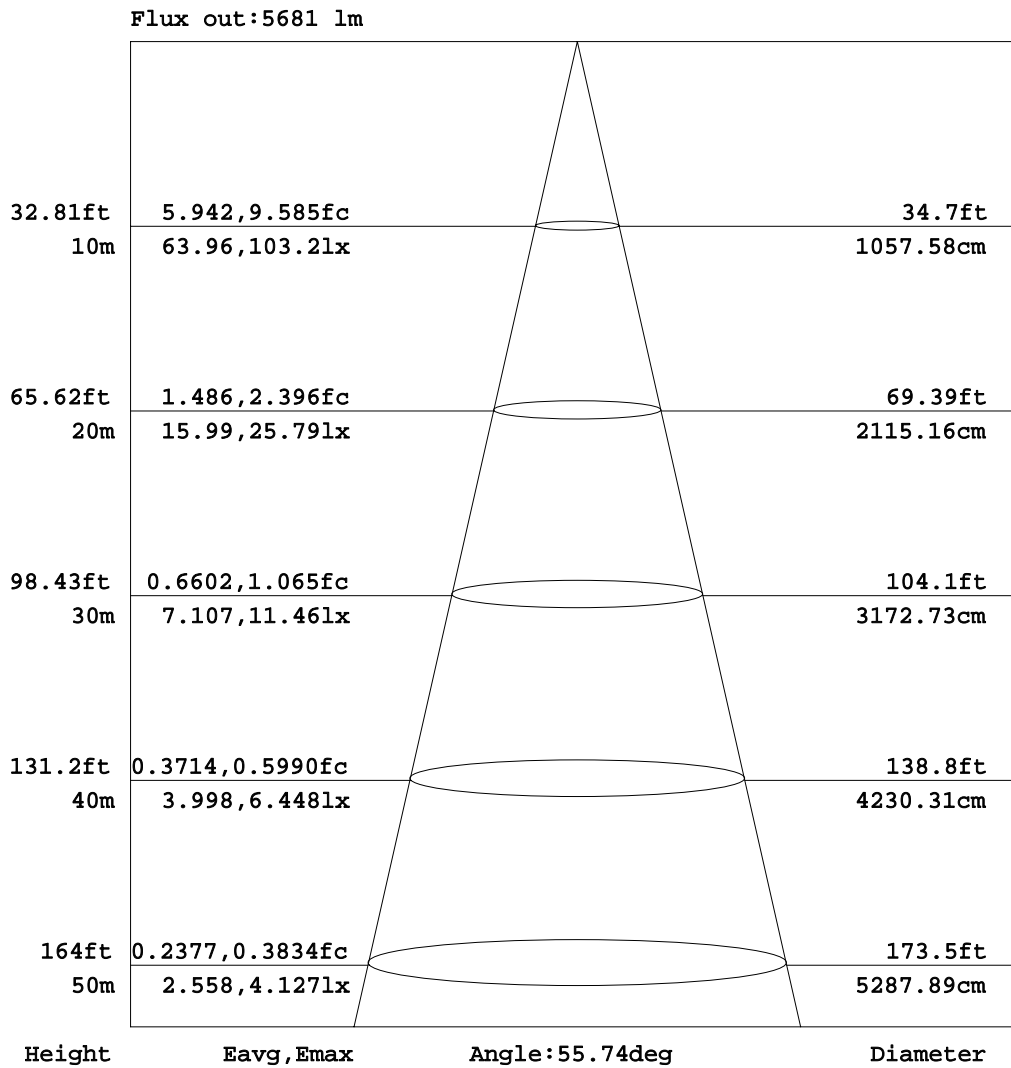 Flux out:5681 lm
32.81ft 5.942,9.585fc 34.7ft
10m 63.96,103.2lx 1057.58cm
65.62ft 1.486,2.396fc 69.39ft
20m 15.99,25.79lx 2115.16cm
98.43ft 0.6602,1.065fc 104.1ft
30m 7.107,11.46lx 3172.73cm
131.2ft 0.3714,0.5990fc 138.8ft
40m 3.998,6.448lx 4230.31cm
164ft 0.2377,0.3834fc 173.5ft
50m 2.558,4.127lx 5287.89cm
Height Eavg,Emax Angle:55.74deg Diameter